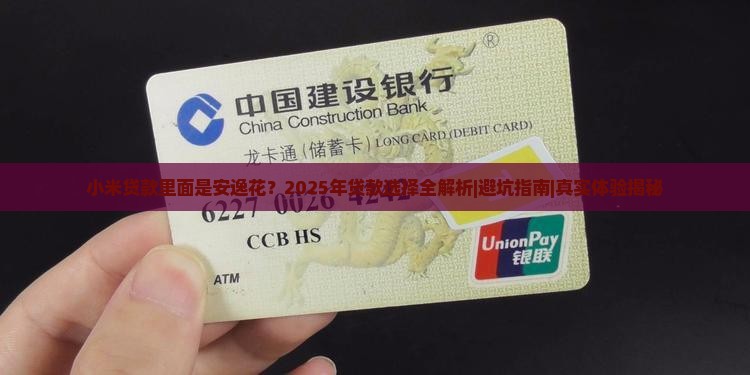 ®
中国建设银行
China Construction Bank
龙卡通(储蓄卡) LONG CARD (DEBIT CARD)
小米贷款里面是安逸花？2025年贷款选择全解析|避坑指南|真实体验揭秘
6227 0026 4242
CCB HS
UnionPay
银联
ATM